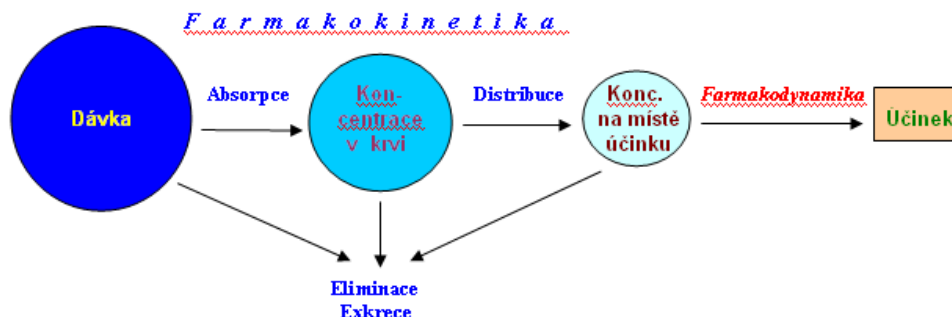 F a r m a k o k i n e t i k a
Absorpce
Distribuce
Farmakodynamika
Dávka
Kon-
centrace
v krvi
Konc.
na místě
účinku
Účinek
Eliminace
Exkrece